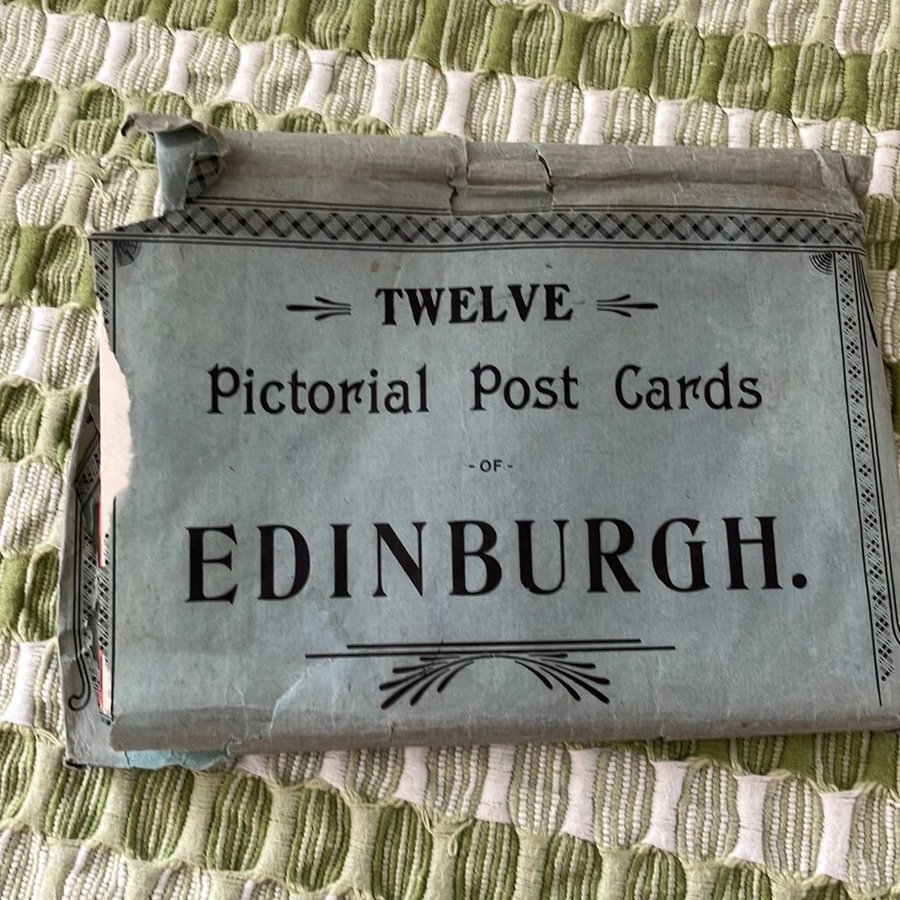 TWELVE
Pictorial Post Cards
-OF-
EDINBURGH.